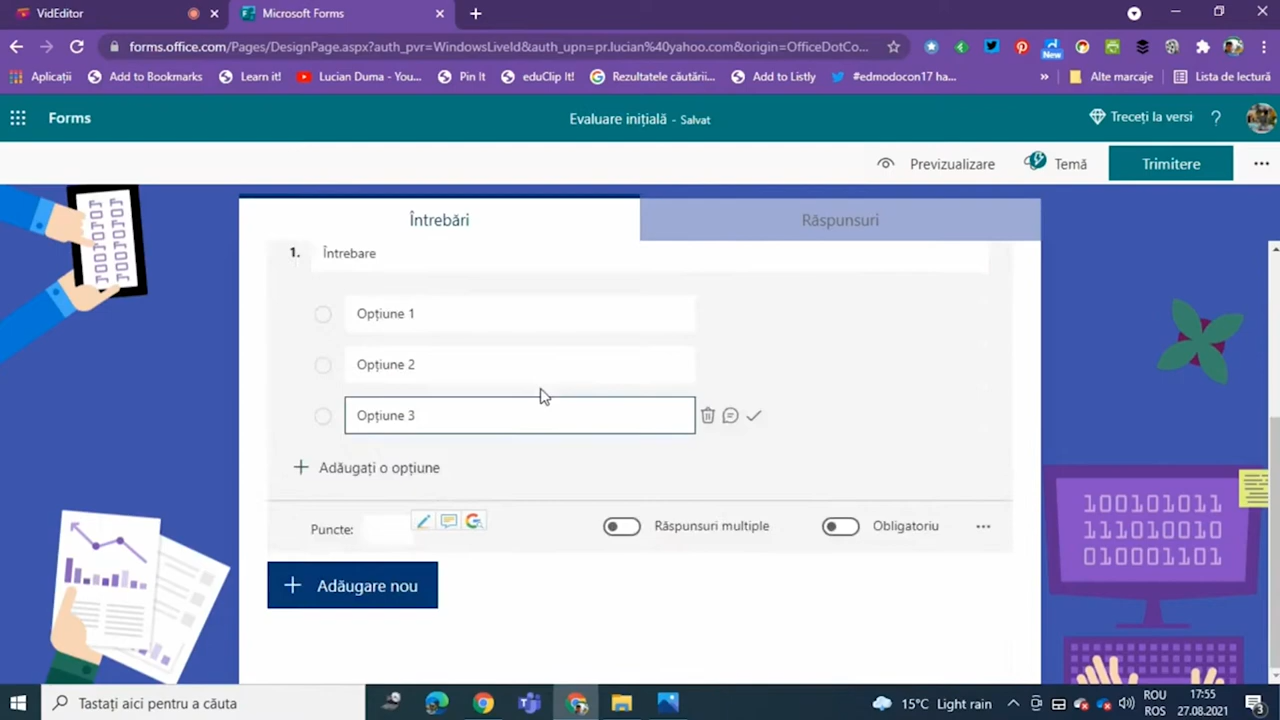 VidEditor
Microsoft Forms
forms.office.com/Pages/DesignPage.aspx?auth_pvr=WindowsLiveId&auth_upn=pr.lucian%40yahoo.com&origin=OfficeDotCo...
New
Aplicații
Add to Bookmarks
Learn it!
Lucian Duma - You...
Pin It
eduClip It!
Rezultatele căutării...
Add to Listly
#edmodocon17 ha...
»
Alte marcaje
Lista de lectură
Forms
Evaluare inițială - Salvat
Treceți la versi
?
Previzualizare
Temă
Trimitere
Întrebări
Răspunsuri
1. Întrebare
Opțiune 1
Opțiune 2
Opțiune 3
Adăugați o opțiune
Puncte:
Răspunsuri multiple
Obligatoriu
Adăugare nou
100101011
111010010
010001101
Tastați aici pentru a căuta
15°C Light rain
ROU
ROS
17:55
27.08.2021
3